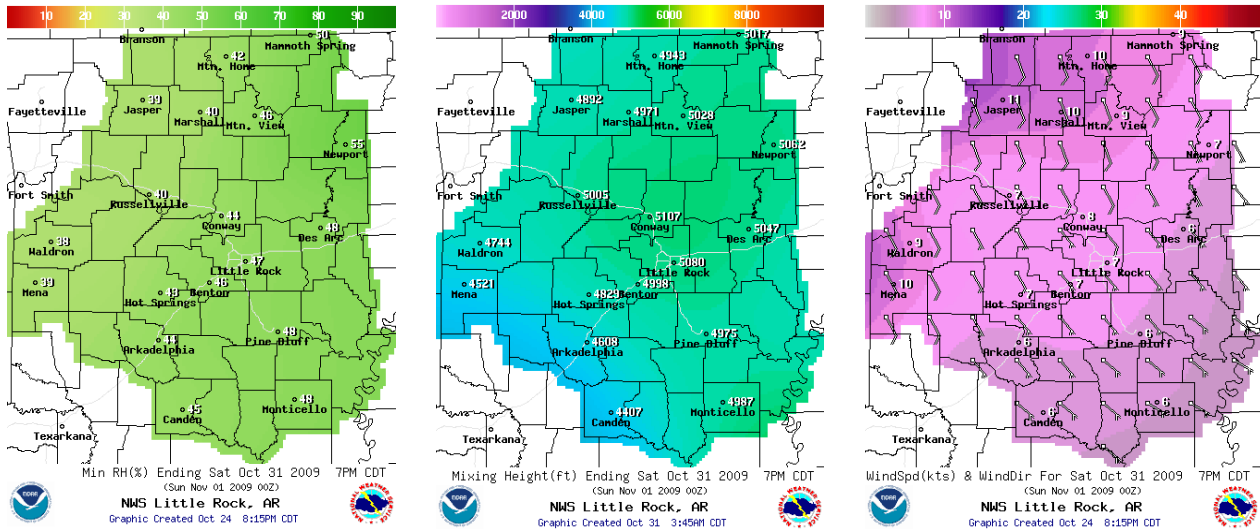 10 20 30 40 50 60 70 80 90
Branson
50
Mammoth Spring
42
Mtn. Home
Fayetteville
39
Jasper
40
Marshall
46
Mtn. View
55
Newport
Fort Smith
40
Russellville
44
Conway
48
Des Arc
38
Waldron
47
Little Rock
39
Mena
43
Hot Springs
46
Benton
44
Arkadelphia
48
Pine Bluff
45
Camden
48
Monticello
Texarkana
Min RH(%) Ending Sat Oct 31 2009 7PM CDT
(Sun Nov 01 2009 00Z)
NWS Little Rock, AR
Graphic Created Oct 24 8:15PM CDT
NOAA
2000 4000 6000 8000
Branson
5017
Mammoth Spring
4943
Mtn. Home
Fayetteville
4892
Jasper
4971
Marshall
5028
Mtn. View
5062
Newport
Fort Smith
5005
Russellville
5107
Conway
5047
Des Arc
4744
Waldron
5080
Little Rock
4521
Mena
4829
Hot Springs
4998
Benton
4608
Arkadelphia
4975
Pine Bluff
4407
Camden
4987
Monticello
Texarkana
Mixing Height(ft) Ending Sat Oct 31 2009 7PM CDT
(Sun Nov 01 2009 00Z)
NWS Little Rock, AR
Graphic Created Oct 31 3:45AM CDT
NOAA
10 20 30 40
Branson
9
Mammoth Spring
10
Mtn. Home
Fayetteville
11
Jasper
10
Marshall
9
Mtn. View
7
Newport
Fort Smith
7
Russellville
8
Conway
6
Des Arc
9
Waldron
7
Little Rock
10
Mena
7
Hot Springs
7
Benton
6
Arkadelphia
6
Pine Bluff
6
Camden
6
Monticello
Texarkana
WindSpd(kts) & WindDir For Sat Oct 31 2009 7PM CDT
(Sun Nov 01 2009 00Z)
NWS Little Rock, AR
Graphic Created Oct 24 8:15PM CDT
NOAA